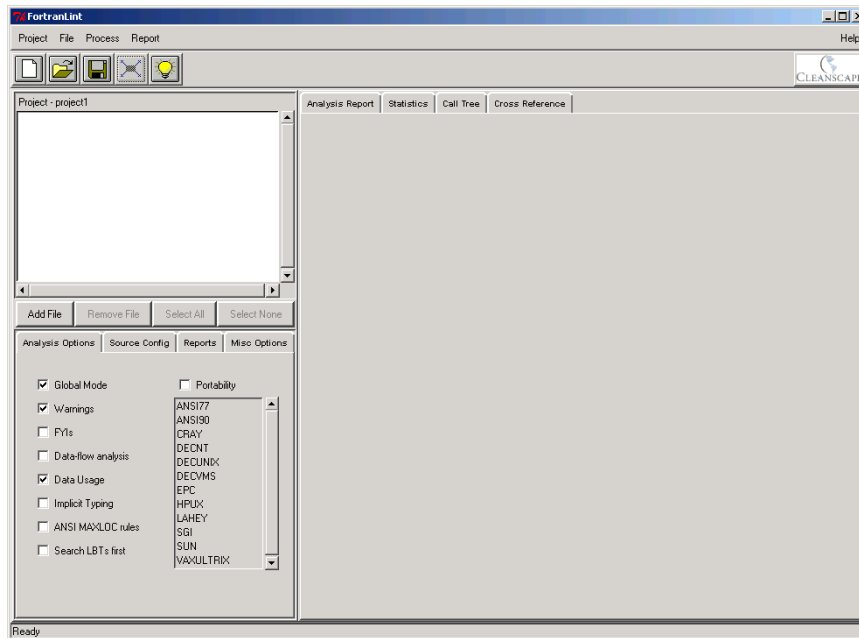 FortranLint
Project File Process Report Help
CLEANSCAPE
Project - project1
Add File Remove File Select All Select None
Analysis Options Source Config Reports Misc Options
Global Mode
Warnings
FYIs
Data-flow analysis
Data Usage
Implicit Typing
ANSI MAXLOC rules
Search LBTs first
Portability
ANSI77
ANSI90
CRAY
DECNT
DECUNIX
DECVMS
EPC
HPUX
LAHEY
SGI
SUN
VAXULTRIX
Analysis Report Statistics Call Tree Cross Reference
Ready